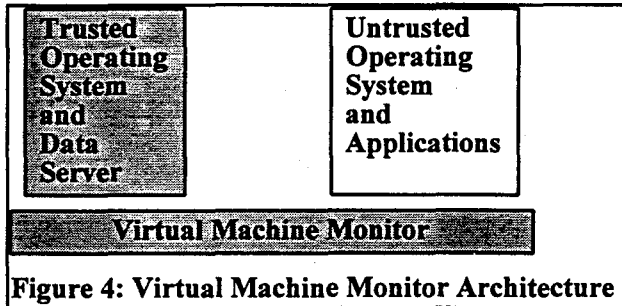 Trusted
Operating
System
and
Data
Server
Untrusted
Operating
System
and
Applications
Virtual Machine Monitor
Figure 4: Virtual Machine Monitor Architecture